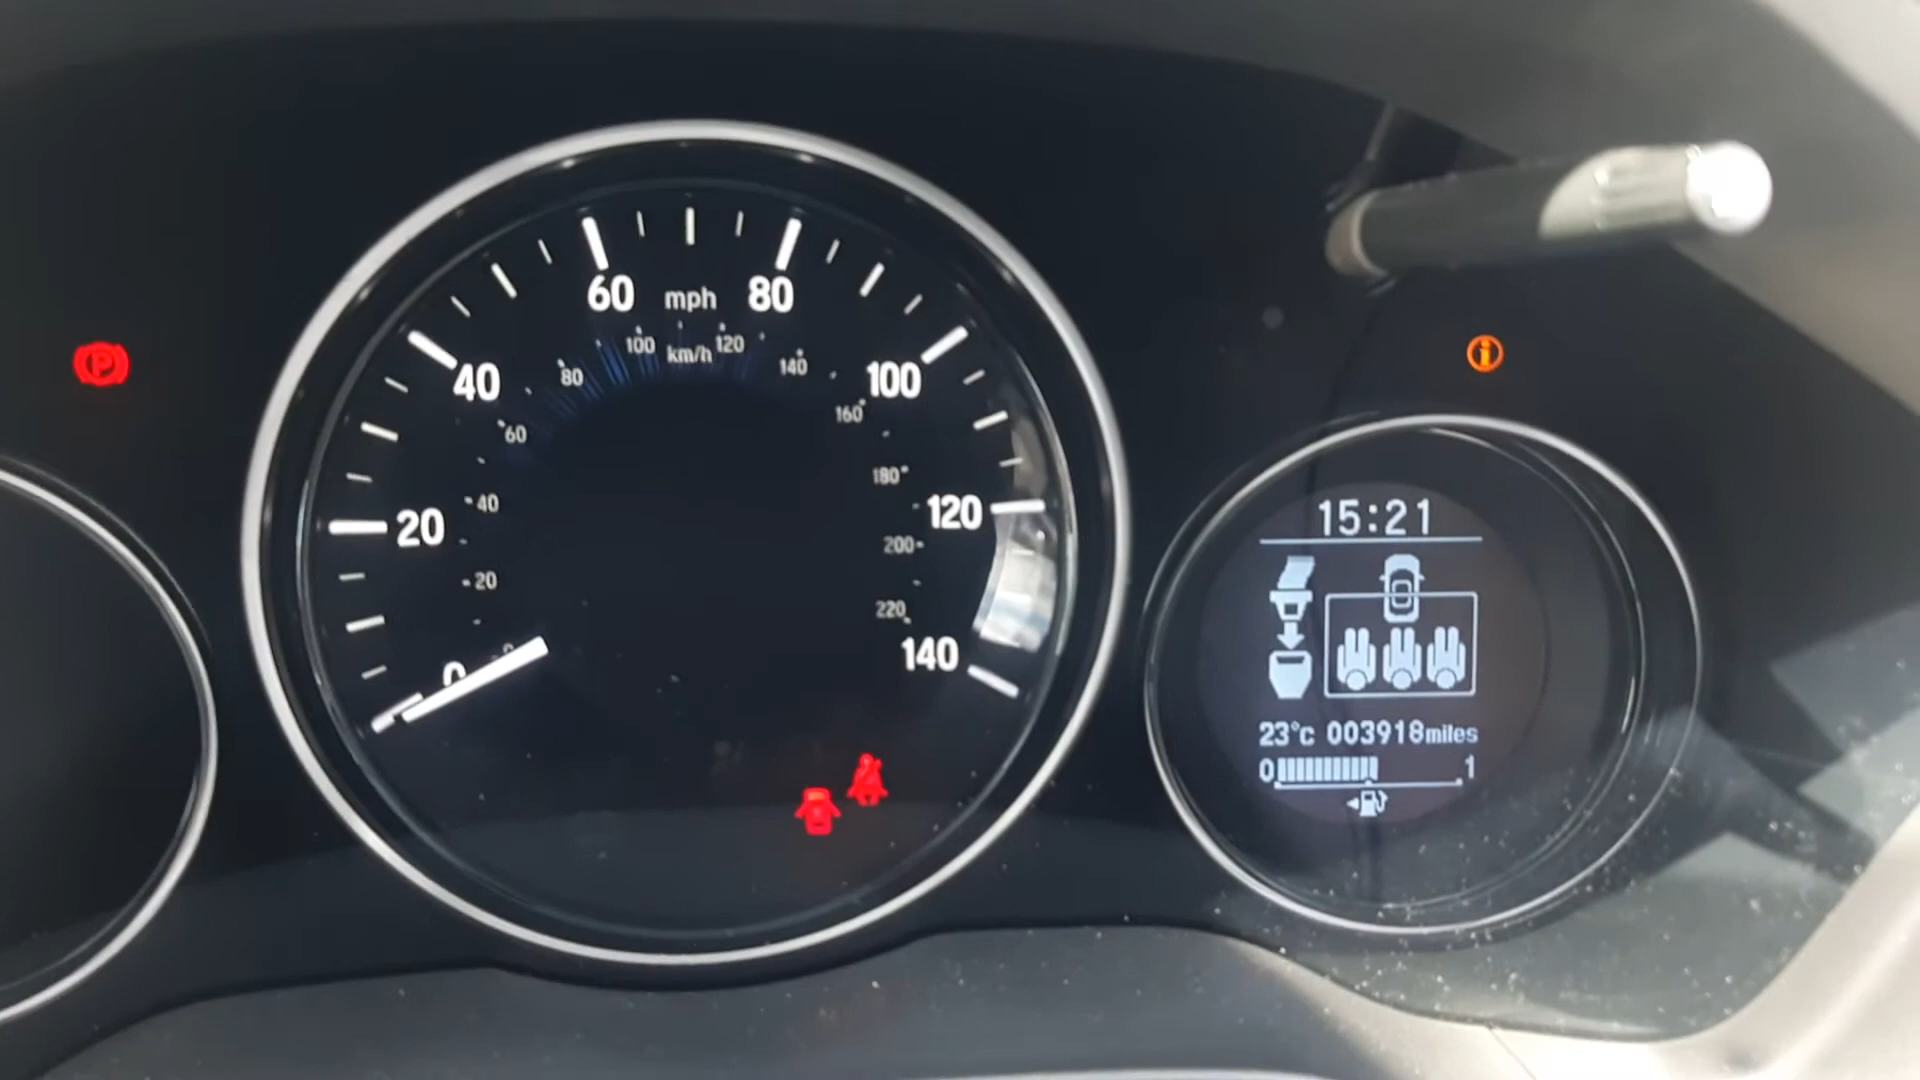 P
60 mph 80
100 km/h 120
80 140
40 100
60 160
180
20 40 120
200
20 220
0 0 140
i
15:21
23°c 003918miles
0 1